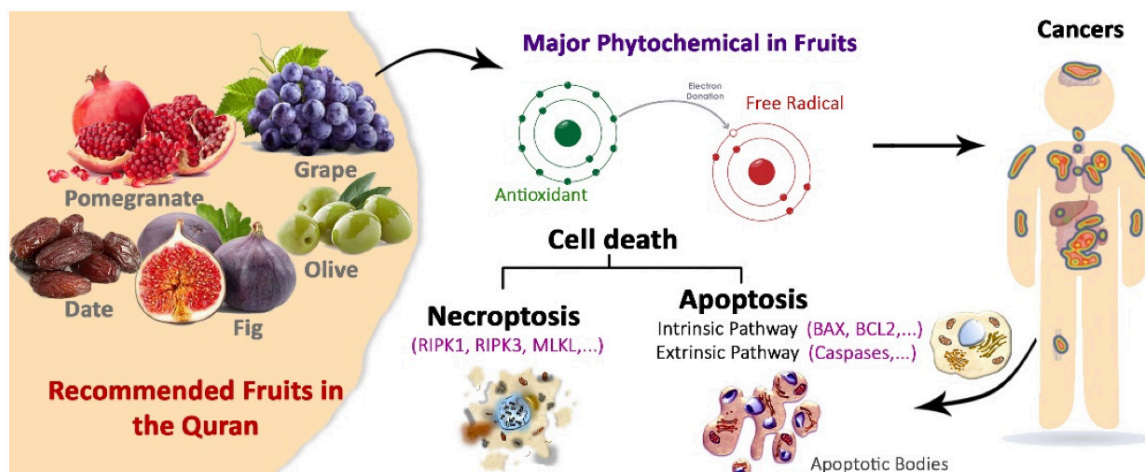 Pomegranate
Grape
Date
Fig
Olive
Recommended Fruits in
the Quran
Major Phytochemical in Fruits
Electron
Donation
Free Radical
Antioxidant
Cell death
Necroptosis
(RIPK1, RIPK3, MLKL,...)
Apoptosis
Intrinsic Pathway (BAX, BCL2,...)
Extrinsic Pathway (Caspases,...)
Apoptotic Bodies
Cancers